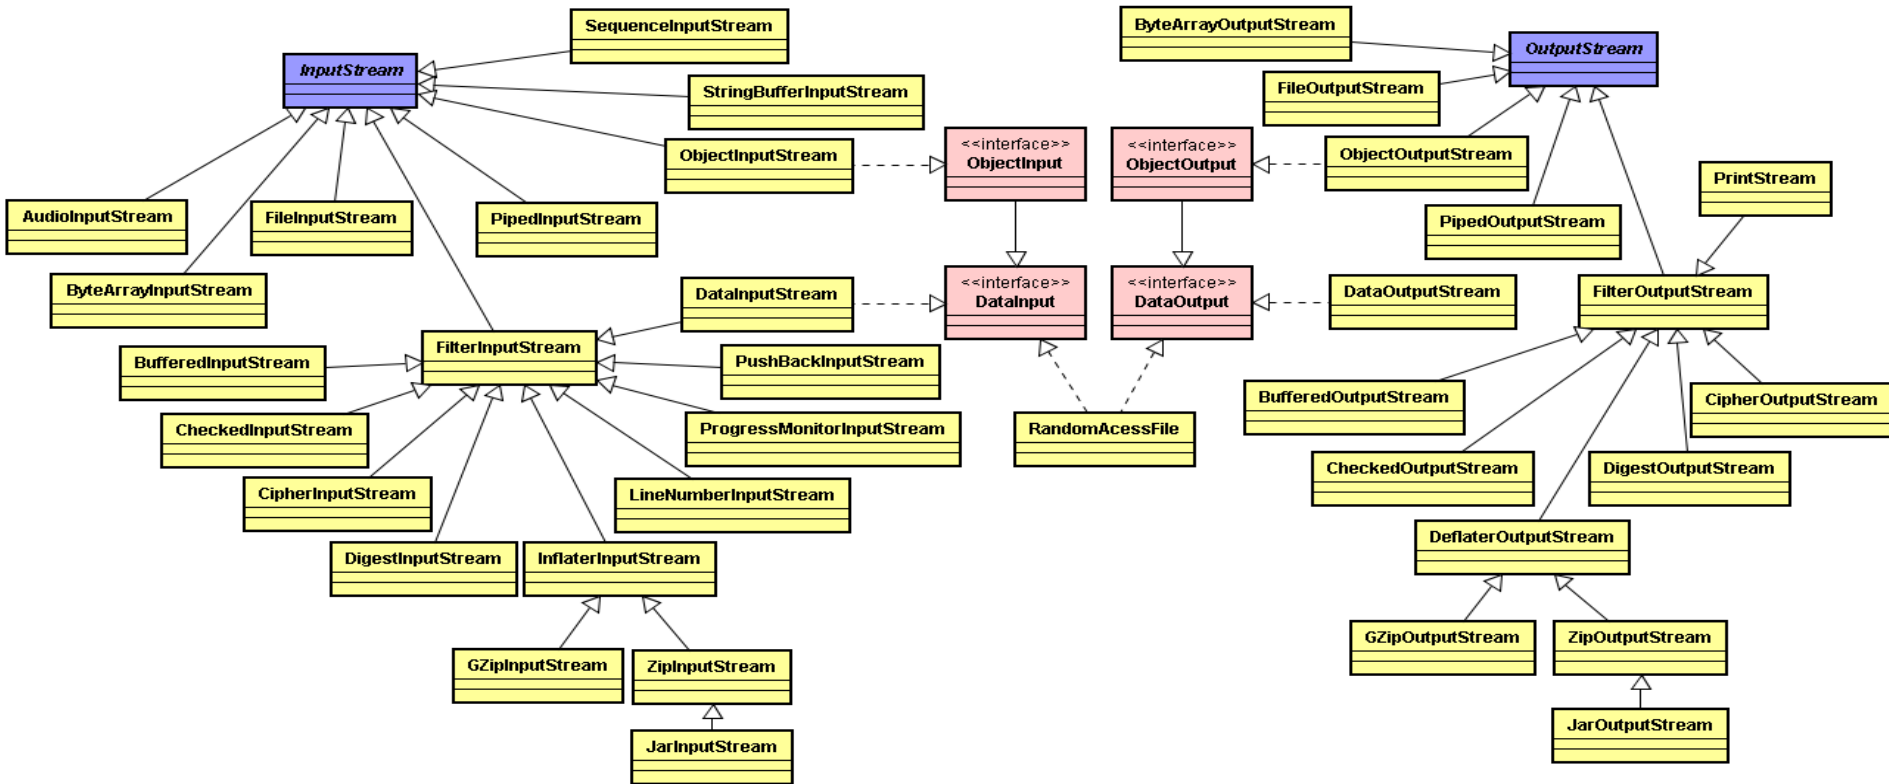 SequenceInputStream
InputStream
StringBufferInputStream
ObjectInputStream
AudioInputStream
FileInputStream
PipedInputStream
ByteArrayInputStream
DataInputStream
FilterInputStream
BufferedInputStream
PushBackInputStream
CheckedInputStream
ProgressMonitorInputStream
CipherInputStream
LineNumberInputStream
DigestInputStream
InflaterInputStream
GZipInputStream
ZipInputStream
JarInputStream
<<interface>>
ObjectInput
<<interface>>
ObjectOutput
<<interface>>
DataInput
<<interface>>
DataOutput
RandomAcessFile
ByteArrayOutputStream
OutputStream
FileOutputStream
ObjectOutputStream
PrintStream
PipedOutputStream
DataOutputStream
FilterOutputStream
BufferedOutputStream
CipherOutputStream
CheckedOutputStream
DigestOutputStream
DeflaterOutputStream
GZipOutputStream
ZipOutputStream
JarOutputStream